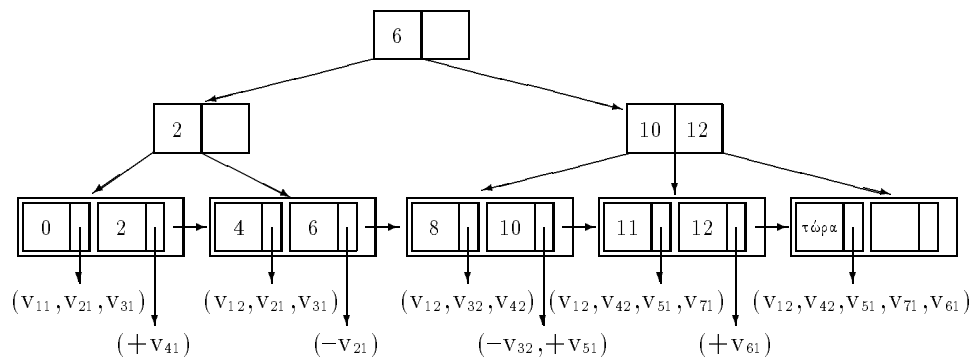 6
2
10 12
0 2 4 6 8 10 11 12 τώρα
(v11,v21,v31) (v12,v21,v31) (v12,v32,v42) (v12,v42,v51,v71) (v12,v42,v51,v71,v61)
(+v41) (−v21) (−v32,+v51) (+v61)